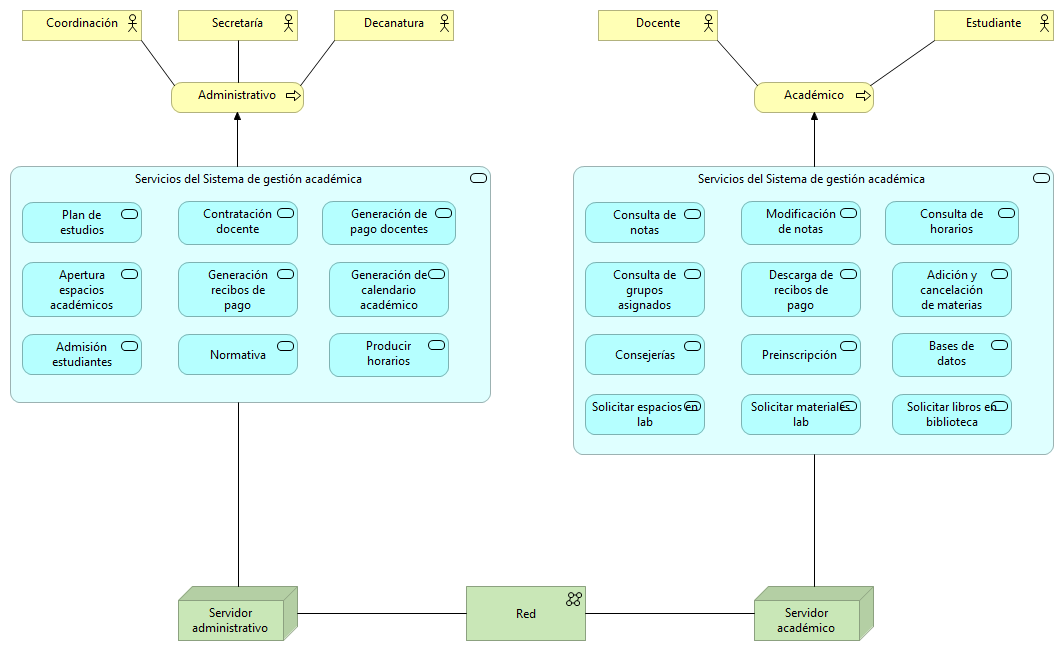 Coordinación
Secretaría
Decanatura
Docente
Estudiante
Administrativo
Académico
Servicios del Sistema de gestión académica
Plan de
estudios
Contratación
docente
Generación de
pago docentes
Apertura
espacios
académicos
Generación
recibos de
pago
Generación de
calendario
académico
Admisión
estudiantes
Normativa
Producir
horarios
Servicios del Sistema de gestión académica
Consulta de
notas
Modificación
de notas
Consulta de
horarios
Consulta de
grupos
asignados
Descarga de
recibos de
pago
Adición y
cancelación
de materias
Consejerías
Preinscripción
Bases de
datos
Solicitar espacios en
lab
Solicitar materiales
lab
Solicitar libros en
biblioteca
Servidor
administrativo
Red
Servidor
académico